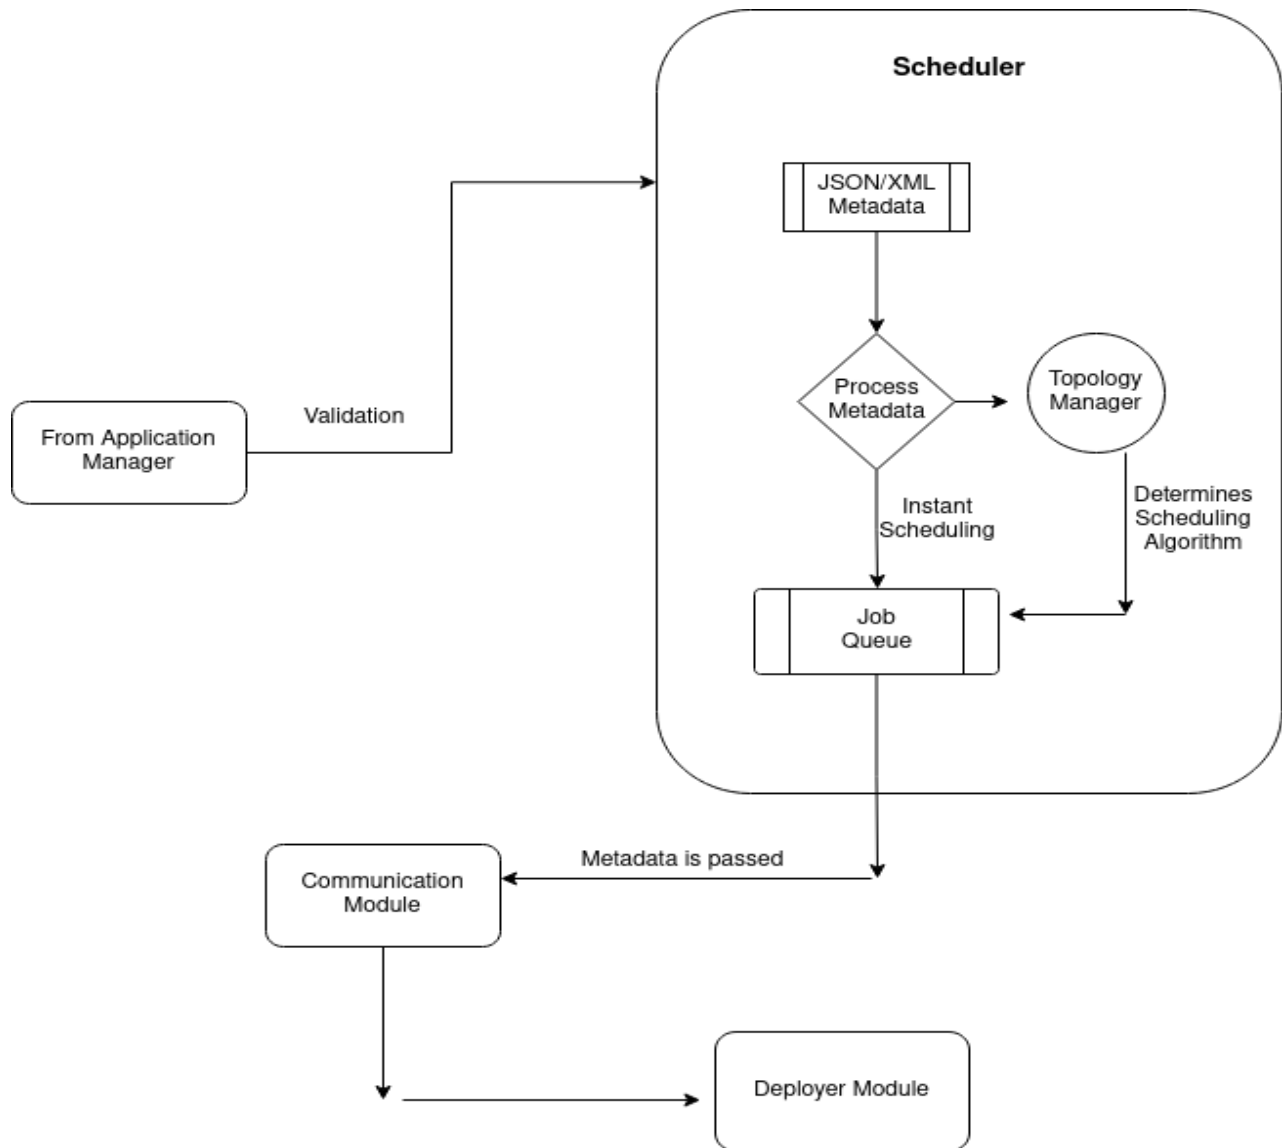 Scheduler
JSON/XML
Metadata
Process
Metadata
Topology
Manager
Validation
From Application
Manager
Instant
Scheduling
Determines
Scheduling
Algorithm
Job
Queue
Metadata is passed
Communication
Module
Deployer Module